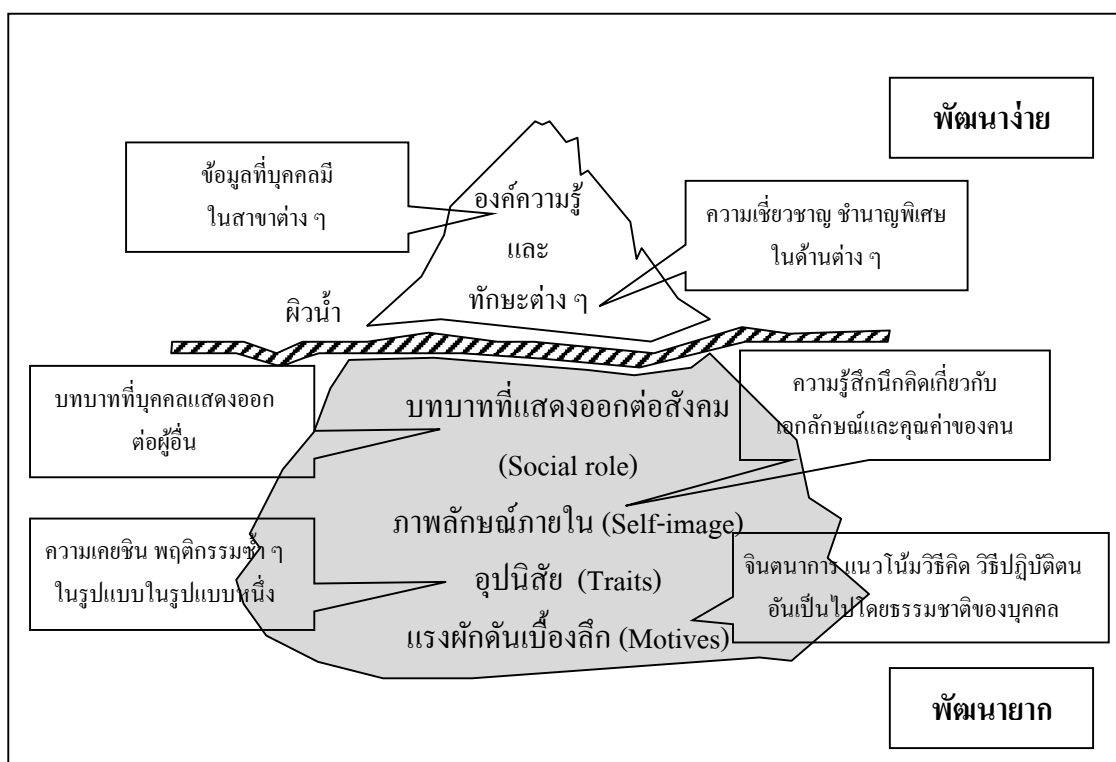 พัฒนาง่าย
ข้อมูลที่บุคคลมี
ในสาขาต่าง ๆ
องค์ความรู้
และ
ทักษะต่าง ๆ
ความเชี่ยวชาญ ชำนาญพิเศษ
ในด้านต่าง ๆ
ผิวน้ำ
บทบาทที่บุคคลแสดงออก
ต่อผู้อื่น
บทบาทที่แสดงออกต่อสังคม
(Social role)
ความรู้สึกนึกคิดเกี่ยวกับ
เอกลักษณ์และคุณค่าของคน
ภาพลักษณ์ภายใน (Self-image)
ความเคยชิน พฤติกรรมซ้ำ ๆ
ในรูปแบบในรูปแบบหนึ่ง
อุปนิสัย (Traits)
จินตนาการ แนวโน้มวิธีคิด วิธีปฏิบัติตน
อันเป็นไปโดยธรรมชาติของบุคคล
แรงผักดันเบื้องลึก (Motives)
พัฒนายาก